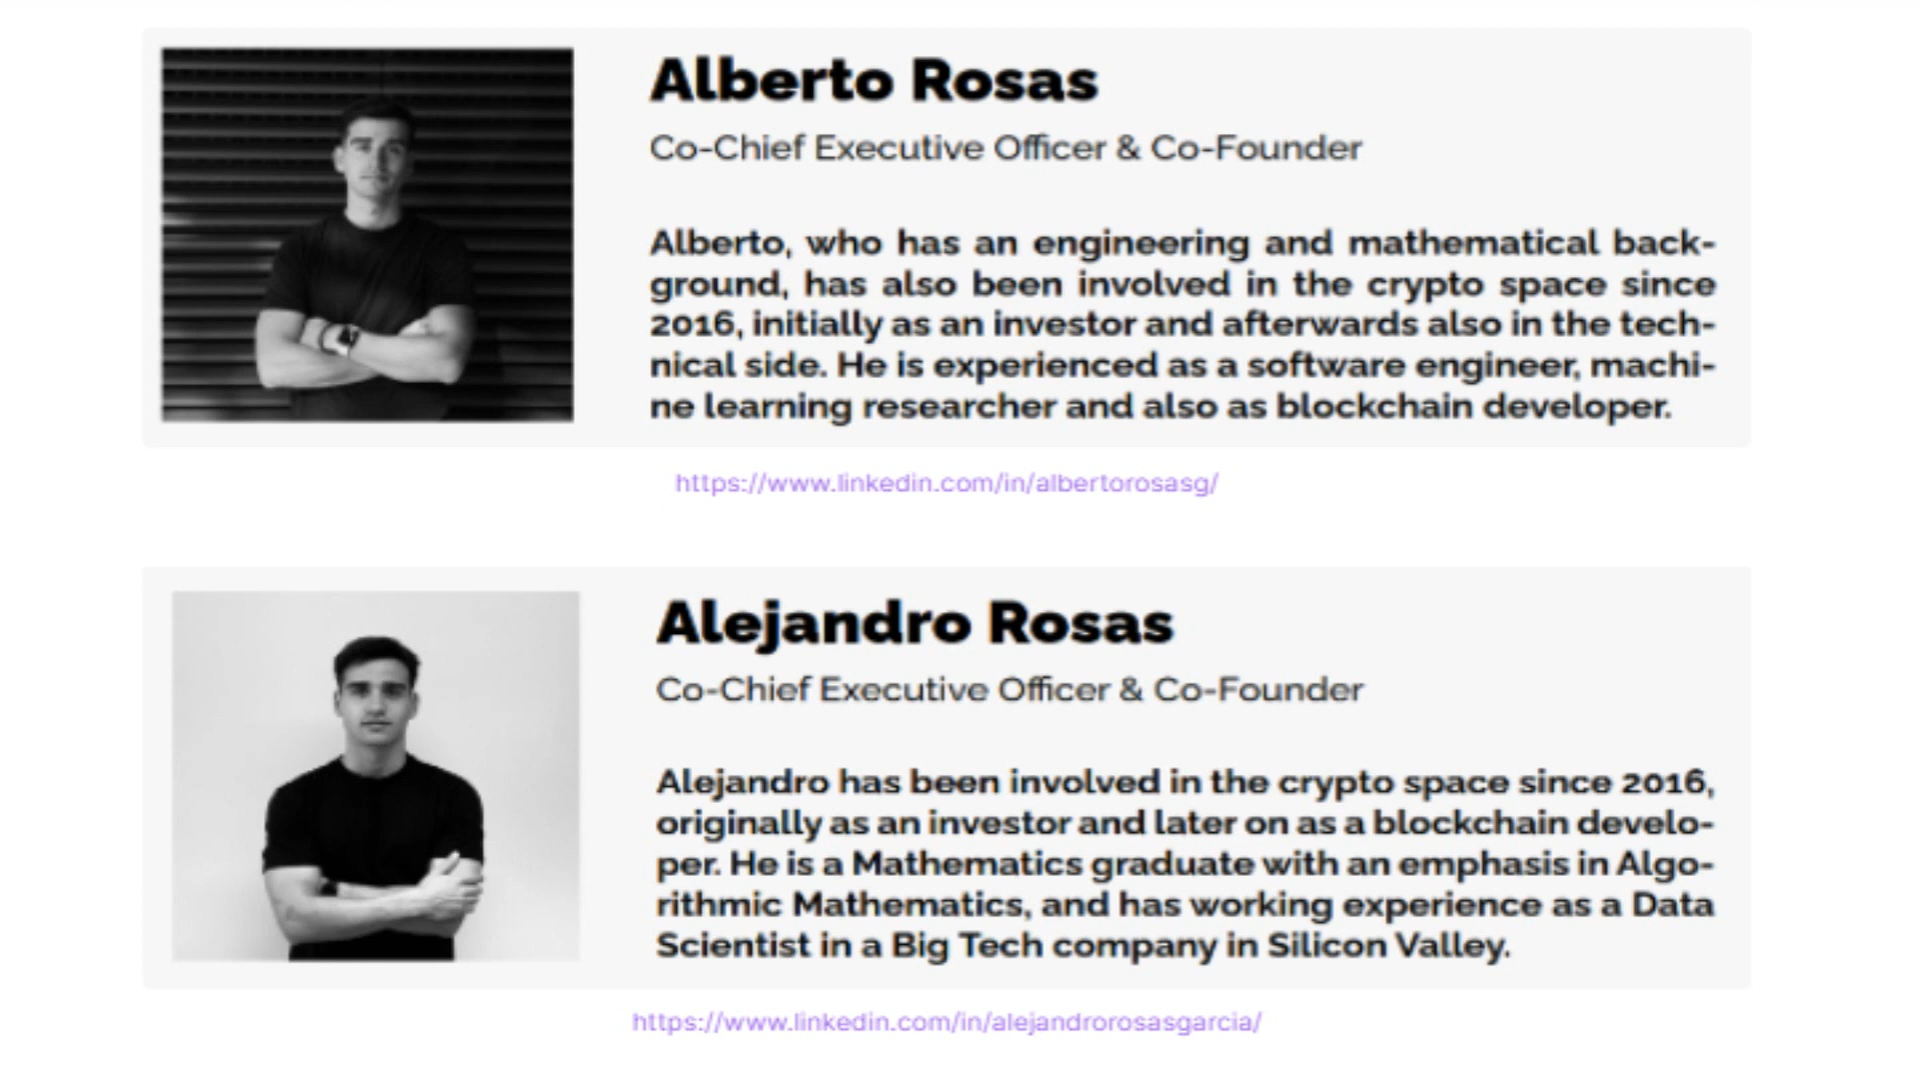 Alberto Rosas
Co-Chief Executive Officer & Co-Founder
Alberto, who has an engineering and mathematical back-
ground, has also been involved in the crypto space since
2016, initially as an investor and afterwards also in the tech-
nical side. He is experienced as a software engineer, machi-
ne learning researcher and also as blockchain developer.
https://www.linkedin.com/in/albertorosasg/
Alejandro Rosas
Co-Chief Executive Officer & Co-Founder
Alejandro has been involved in the crypto space since 2016,
originally as an investor and later on as a blockchain develo-
per. He is a Mathematics graduate with an emphasis in Algo-
rithmic Mathematics, and has working experience as a Data
Scientist in a Big Tech company in Silicon Valley.
https://www.linkedin.com/in/alejandrorosasgarcia/